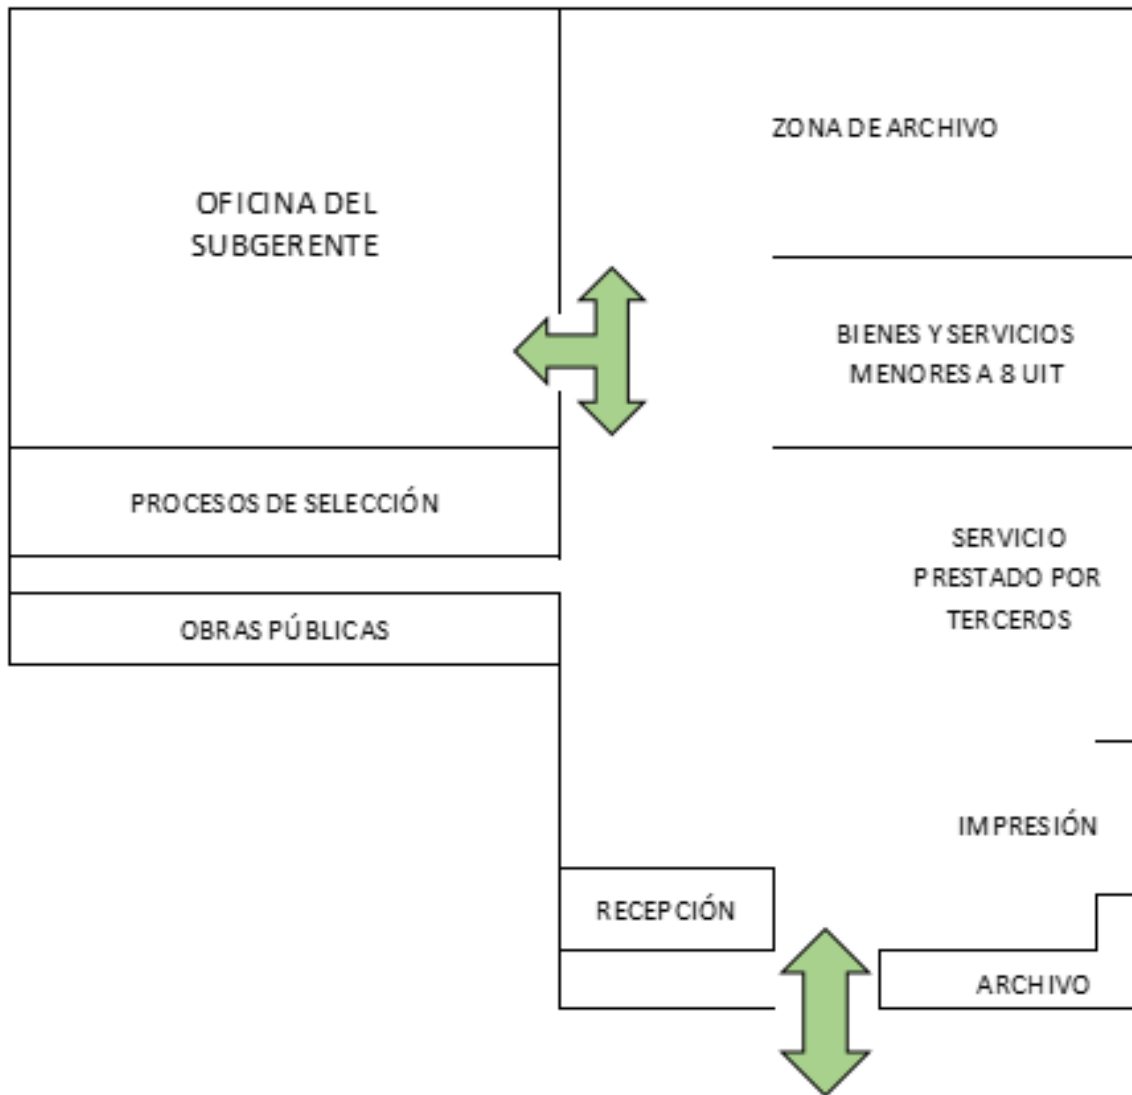 ZONA DE ARCHIVO
OFICINA DEL
SUBGERENTE
BIENES Y SERVICIOS
MENORES A 8 UIT
PROCESOS DE SELECCIÓN
SERVICIO
PRESTADO POR
TERCEROS
OBRAS PÚBLICAS
IMPRESIÓN
RECEPCIÓN
ARCHIVO